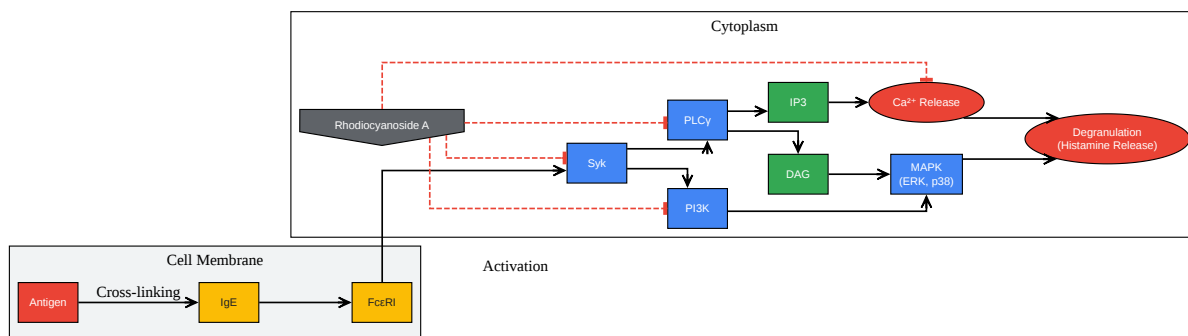 Cytoplasm
Rhodiocyanoside A
PLCγ
IP3
Ca²⁺ Release
Degranulation
(Histamine Release)
Syk
DAG
MAPK
(ERK, p38)
PI3K
Cell Membrane
Activation
Antigen
Cross-linking
IgE
FcεRI